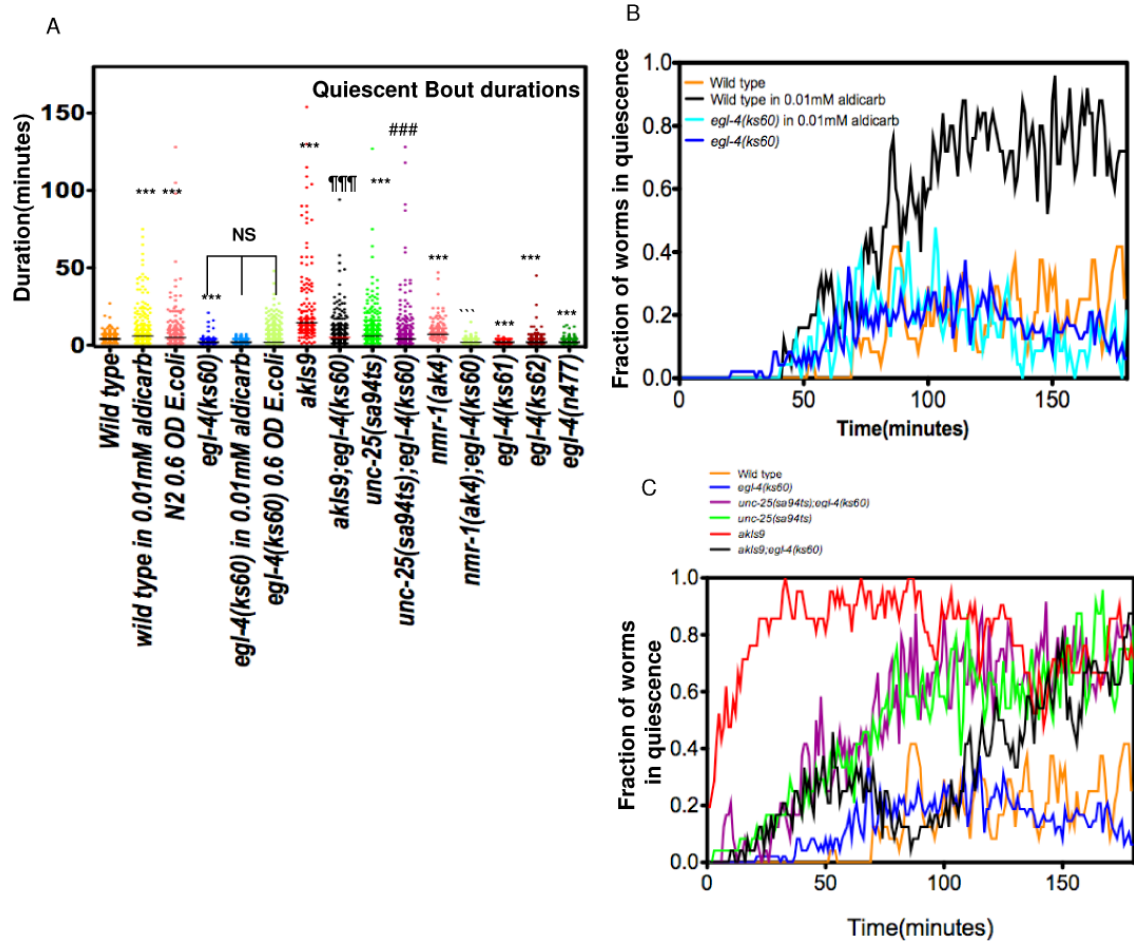 A
Quiescent Bout durations
Duration(minutes)
150
100
50
0
***
***
NS
***
***
¶¶¶
***
###
***
```
***
***
***
Wild type
wild type in 0.01mM aldicarb
N2 0.6 OD E.coli
egl-4(ks60)
egl-4(ks60) in 0.01mM aldicarb
egl-4(ks60) 0.6 OD E.coli
akIs9
akIs9;egl-4(ks60)
unc-25(sa94ts)
unc-25(sa94ts);egl-4(ks60)
nmr-1(ak4)
nmr-1(ak4);egl-4(ks60)
egl-4(ks61)
egl-4(ks62)
egl-4(n477)
B
Fraction of worms in quiescence
1.0
0.8
0.6
0.4
0.2
0.0
Wild type
Wild type in 0.01mM aldicarb
egl-4(ks60) in 0.01mM aldicarb
egl-4(ks60)
0
50
100
150
Time(minutes)
C
Wild type
egl-4(ks60)
unc-25(sa94ts);egl-4(ks60)
unc-25(sa94ts)
akIs9
akIs9;egl-4(ks60)
Fraction of worms
in quiescence
1.0
0.8
0.6
0.4
0.2
0.0
0
50
100
150
Time(minutes)